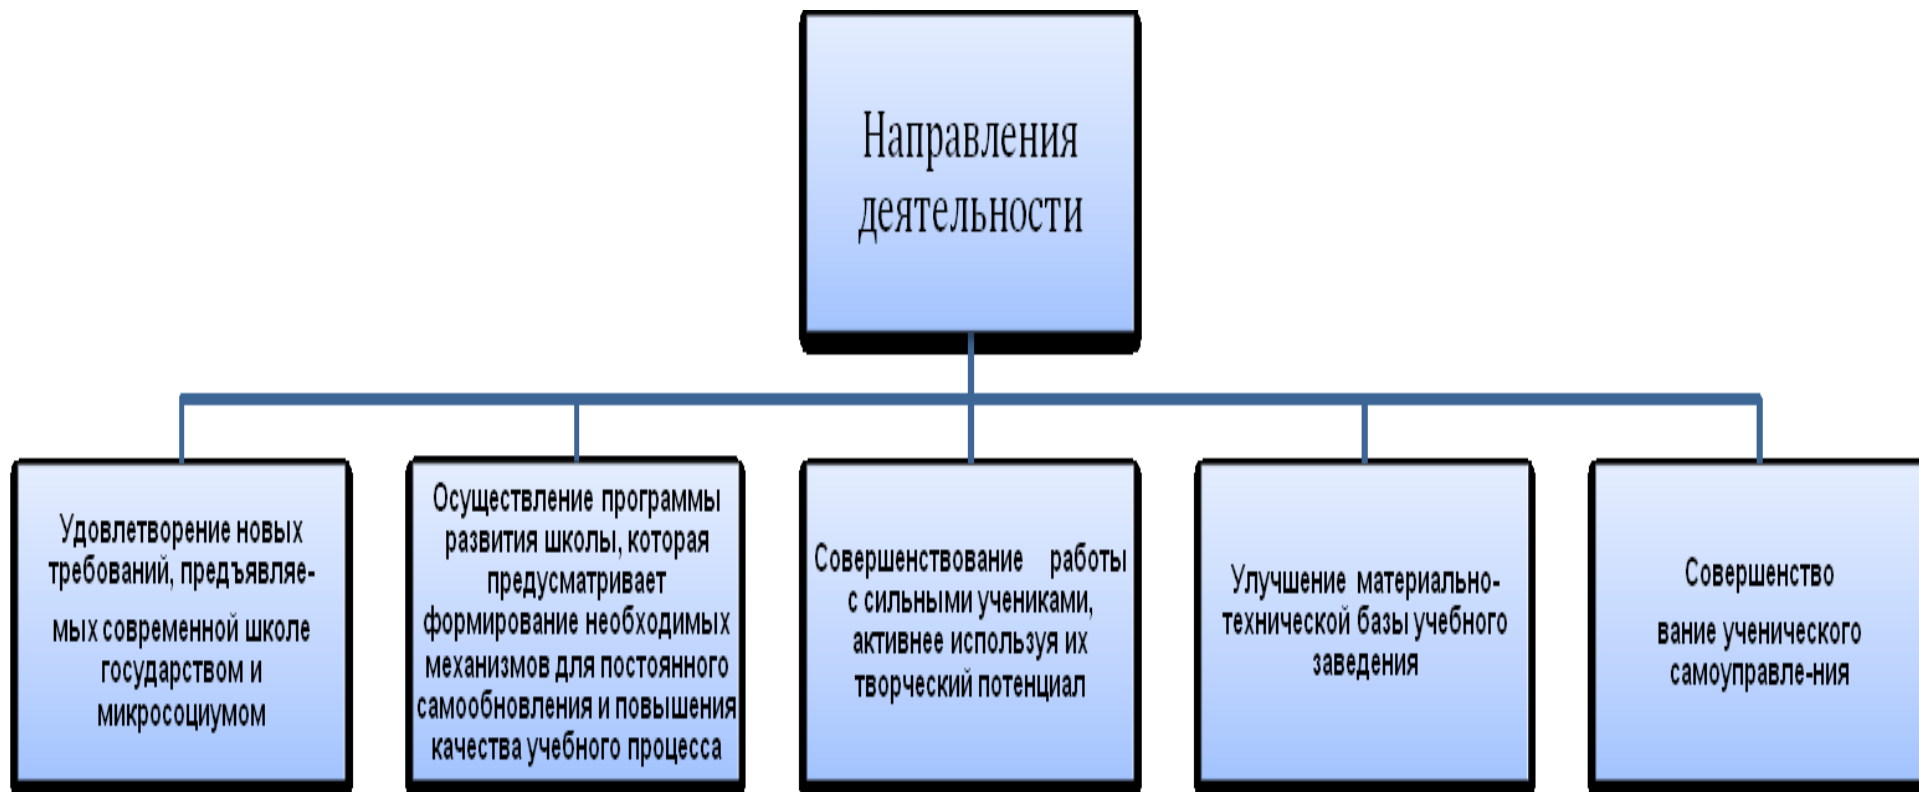 Направления
деятельности
Удовлетворение новых
требований, предъявляе-
мых современной школе
государством и
микросоциумом
Осуществление программы
развития школы, которая
предусматривает
формирование необходимых
механизмов для постоянного
самообновления и повышения
качества учебного процесса
Совершенствование работы
с сильными учениками,
активнее используя их
творческий потенциал
Улучшение материально-
технической базы учебного
заведения
Совершенство
вание ученического
самоуправле-ния